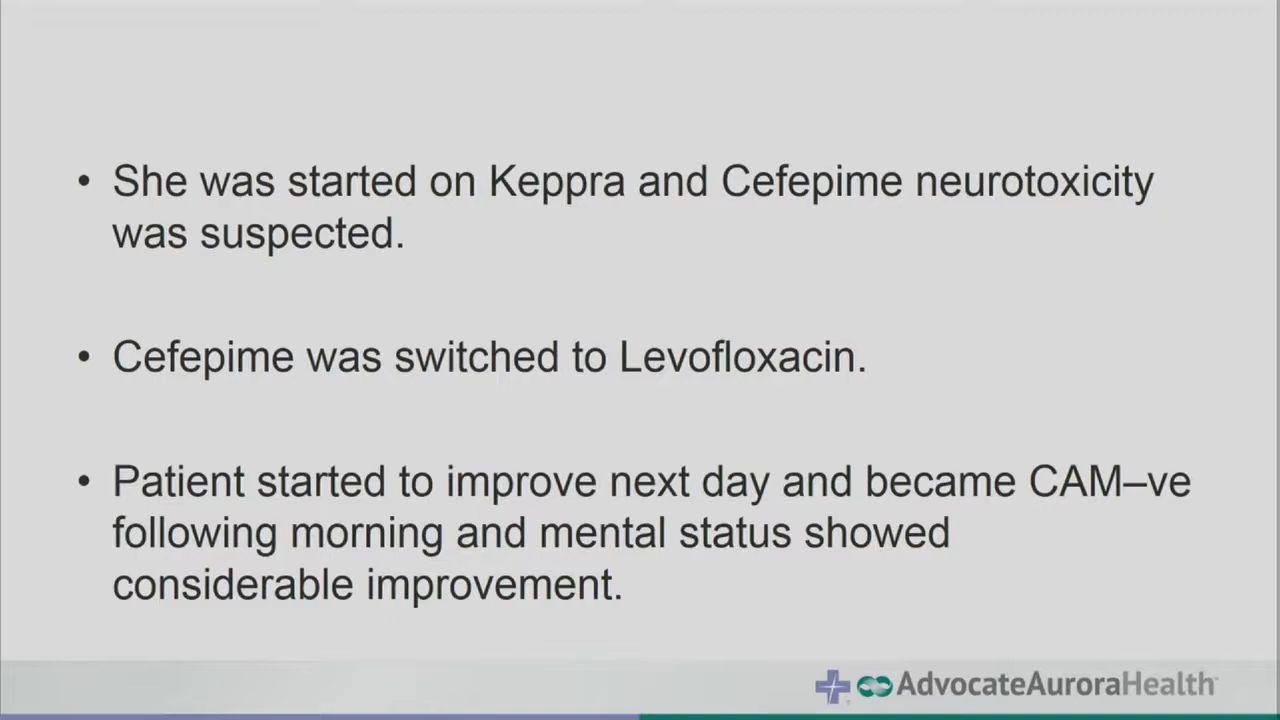 • She was started on Keppra and Cefepime neurotoxicity
was suspected.
• Cefepime was switched to Levofloxacin.
• Patient started to improve next day and became CAM–ve
following morning and mental status showed
considerable improvement.
AdvocateAuroraHealth